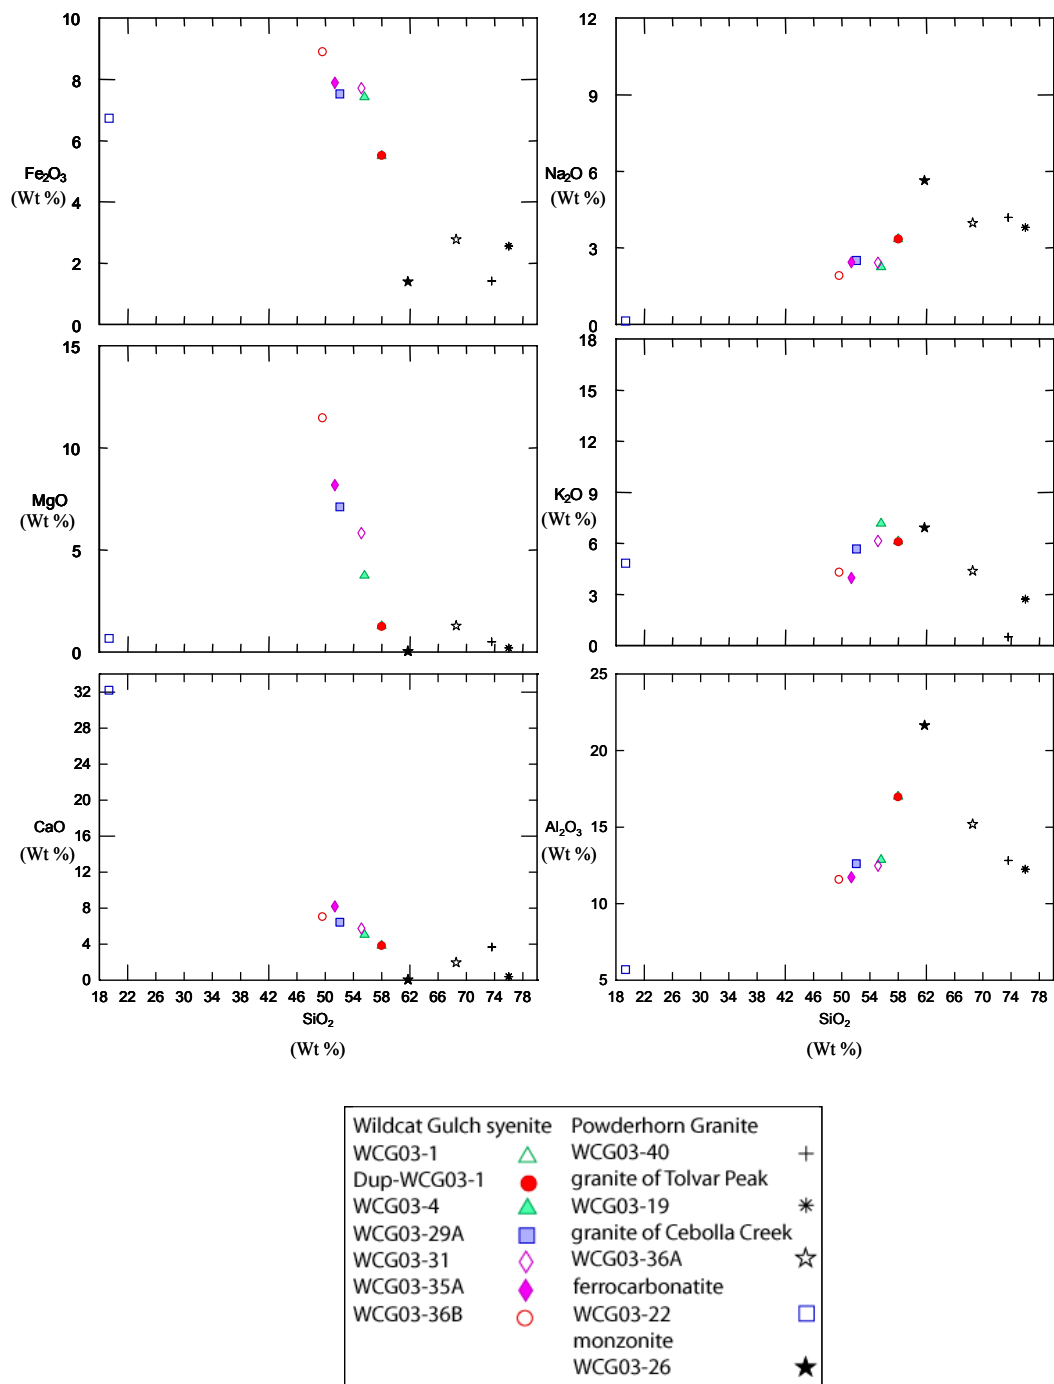 10
8
6
4
2
0
Fe₂O₃
(Wt %)
12
9
Na₂O 6
(Wt %)
3
0
15
10
5
0
MgO
(Wt %)
18
15
12
9
6
3
0
K₂O
(Wt %)
32
28
24
20
16
12
8
4
0
CaO
(Wt %)
18 22 26 30 34 38 42 46 50 54 58 62 66 70 74 78
SiO₂
(Wt %)
25
20
15
10
5
Al₂O₃
(Wt %)
18 22 26 30 34 38 42 46 50 54 58 62 66 70 74 78
SiO₂
(Wt %)
Wildcat Gulch syenite
WCG03-1
Dup-WCG03-1
WCG03-4
WCG03-29A
WCG03-31
WCG03-35A
WCG03-36B
Powderhorn Granite
WCG03-40
granite of Tolvar Peak
WCG03-19
granite of Cebolla Creek
WCG03-36A
ferrocarbonatite
WCG03-22
monzonite
WCG03-26